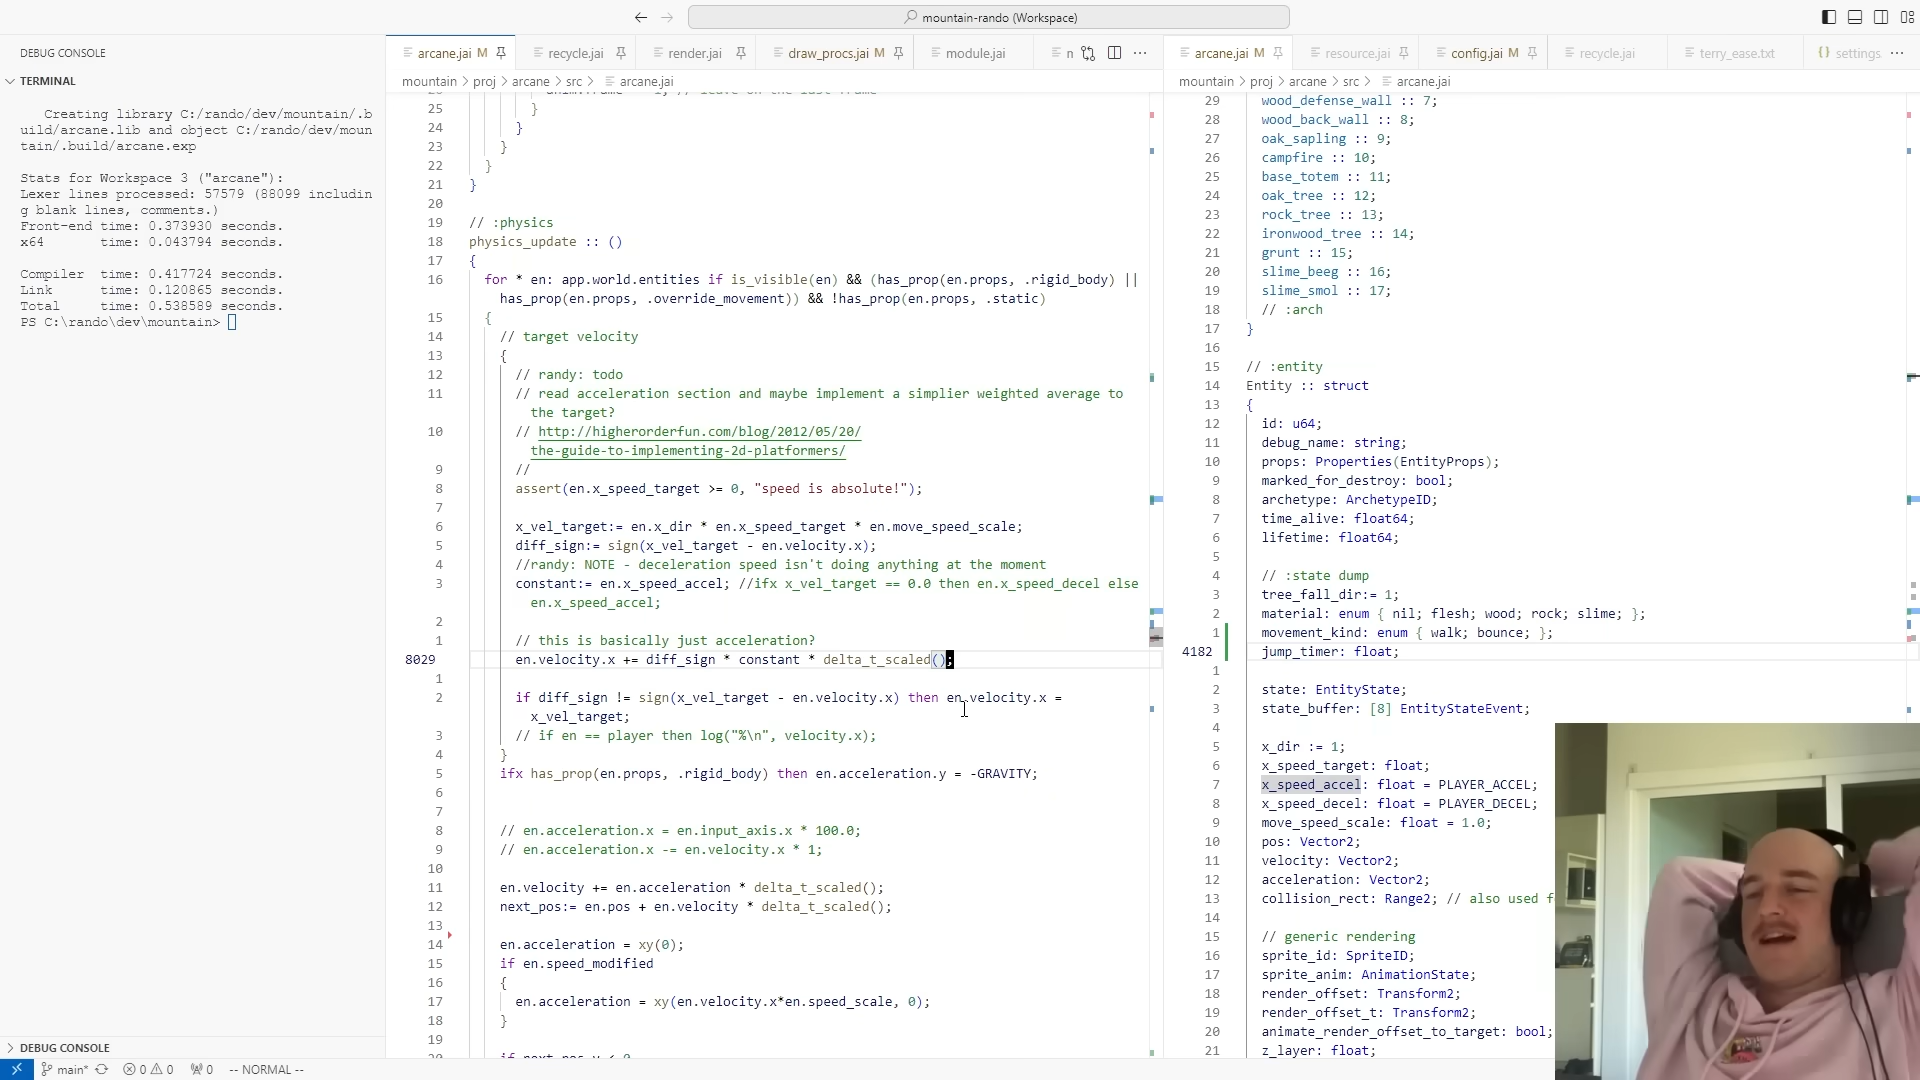 mountain-rando (Workspace)
DEBUG CONSOLE
TERMINAL
Creating library C:/rando/dev/mountain/.b
uild/arcane.lib and object C:/rando/dev/moun
tain/.build/arcane.exp
Stats for Workspace 3 ("arcane"):
Lexer lines processed: 57579 (88099 includin
g blank lines, comments.)
Front-end time: 0.373930 seconds.
x64       time: 0.043794 seconds.
Compiler  time: 0.417724 seconds.
Link      time: 0.120865 seconds.
Total     time: 0.538589 seconds.
PS C:\rando\dev\mountain>
DEBUG CONSOLE
main* 0 0 0 -- NORMAL --
arcane.jai M recycle.jai render.jai draw_procs.jai M module.jai n
mountain > proj > arcane > src > arcane.jai
25 }
24 }
23 }
22 }
21 }
20
19 // :physics
18 physics_update :: ()
17 {
16 for * en: app.world.entities if is_visible(en) && (has_prop(en.props, .rigid_body) ||
has_prop(en.props, .override_movement)) && !has_prop(en.props, .static)
15 {
14 // target velocity
13 {
12 // randy: todo
11 // read acceleration section and maybe implement a simplier weighted average to
the target?
10 // http://higherorderfun.com/blog/2012/05/20/
the-guide-to-implementing-2d-platformers/
9 //
8 assert(en.x_speed_target >= 0, "speed is absolute!");
7
6 x_vel_target:= en.x_dir * en.x_speed_target * en.move_speed_scale;
5 diff_sign:= sign(x_vel_target - en.velocity.x);
4 //randy: NOTE - deceleration speed isn't doing anything at the moment
3 constant:= en.x_speed_accel; //ifx x_vel_target == 0.0 then en.x_speed_decel else
en.x_speed_accel;
2
1 // this is basically just acceleration?
8029 en.velocity.x += diff_sign * constant * delta_t_scaled();
1
2 if diff_sign != sign(x_vel_target - en.velocity.x) then en.velocity.x =
x_vel_target;
3 // if en == player then log("%\n", velocity.x);
4 }
5 ifx has_prop(en.props, .rigid_body) then en.acceleration.y = -GRAVITY;
6
7
8 // en.acceleration.x = en.input_axis.x * 100.0;
9 // en.acceleration.x -= en.velocity.x * 1;
10
11 en.velocity += en.acceleration * delta_t_scaled();
12 next_pos:= en.pos + en.velocity * delta_t_scaled();
13
14 en.acceleration = xy(0);
15 if en.speed_modified
16 {
17 en.acceleration = xy(en.velocity.x*en.speed_scale, 0);
18 }
19
arcane.jai M resource.jai config.jai M recycle.jai terry_ease.txt {} settings
mountain > proj > arcane > src > arcane.jai
29 wood_defense_wall :: 7;
28 wood_back_wall :: 8;
27 oak_sapling :: 9;
26 campfire :: 10;
25 base_totem :: 11;
24 oak_tree :: 12;
23 rock_tree :: 13;
22 ironwood_tree :: 14;
21 grunt :: 15;
20 slime_beeg :: 16;
19 slime_smol :: 17;
18 // :arch
17 }
16
15 // :entity
14 Entity :: struct
13 {
12 id: u64;
11 debug_name: string;
10 props: Properties(EntityProps);
9 marked_for_destroy: bool;
8 archetype: ArchetypeID;
7 time_alive: float64;
6 lifetime: float64;
5
4 // :state dump
3 tree_fall_dir:= 1;
2 material: enum { nil; flesh; wood; rock; slime; };
1 movement_kind: enum { walk; bounce; };
4182 jump_timer: float;
1
2 state: EntityState;
3 state_buffer: [8] EntityStateEvent;
4
5 x_dir := 1;
6 x_speed_target: float;
7 x_speed_accel: float = PLAYER_ACCEL;
8 x_speed_decel: float = PLAYER_DECEL;
9 move_speed_scale: float = 1.0;
10 pos: Vector2;
11 velocity: Vector2;
12 acceleration: Vector2;
13 collision_rect: Range2; // also used f
14
15 // generic rendering
16 sprite_id: SpriteID;
17 sprite_anim: AnimationState;
18 render_offset: Transform2;
19 render_offset_t: Transform2;
20 animate_render_offset_to_target: bool;
21 z_layer: float;